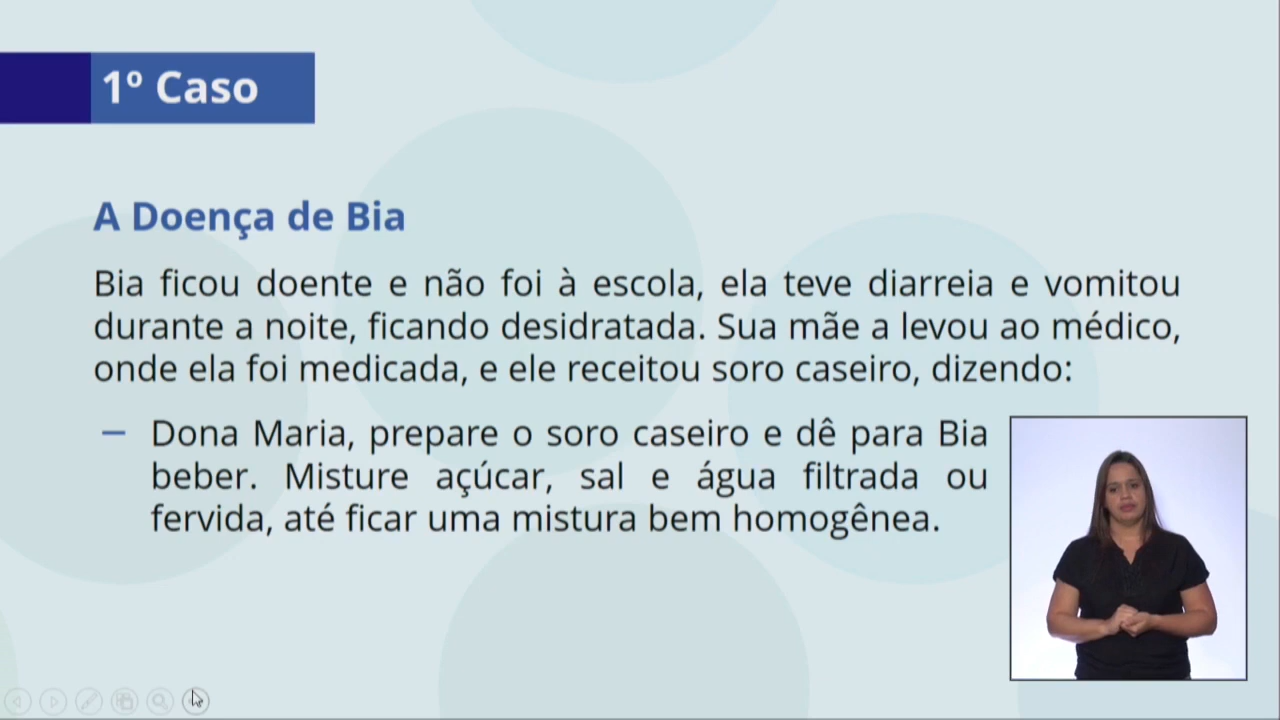 1º Caso
A Doença de Bia
Bia ficou doente e não foi à escola, ela teve diarreia e vomitou
durante a noite, ficando desidratada. Sua mãe a levou ao médico,
onde ela foi medicada, e ele receitou soro caseiro, dizendo:
– Dona Maria, prepare o soro caseiro e dê para Bia
beber. Misture açúcar, sal e água filtrada ou
fervida, até ficar uma mistura bem homogênea.